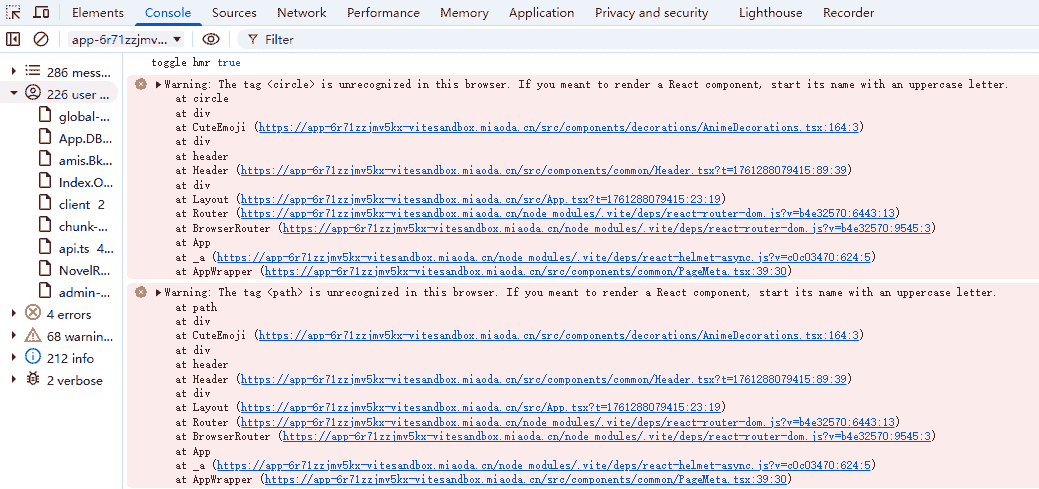 Elements Console Sources Network Performance Memory Application Privacy and security Lighthouse Recorder
app-6r71zzjmv... Filter
286 mess...
226 user ...
global-...
App.DB...
amis.Bk...
Index.O...
client 2
chunk-...
api.ts 4...
NovelR...
admin-...
4 errors
68 warnin...
212 info
2 verbose
toggle hmr true
Warning: The tag <circle> is unrecognized in this browser. If you meant to render a React component, start its name with an uppercase letter.
at circle
at div
at CuteEmoji (https://app-6r71zzjmv5kx-vitesandbox.miaoda.cn/src/components/decorations/AnimeDecorations.tsx:164:3)
at div
at header
at Header (https://app-6r71zzjmv5kx-vitesandbox.miaoda.cn/src/components/common/Header.tsx?t=1761288079415:89:39)
at div
at Layout (https://app-6r71zzjmv5kx-vitesandbox.miaoda.cn/src/App.tsx?t=1761288079415:23:19)
at Router (https://app-6r71zzjmv5kx-vitesandbox.miaoda.cn/node_modules/.vite/deps/react-router-dom.js?v=b4e32570:6443:13)
at BrowserRouter (https://app-6r71zzjmv5kx-vitesandbox.miaoda.cn/node_modules/.vite/deps/react-router-dom.js?v=b4e32570:9545:3)
at App
at _a (https://app-6r71zzjmv5kx-vitesandbox.miaoda.cn/node_modules/.vite/deps/react-helmet-async.js?v=c0c03470:624:5)
at AppWrapper (https://app-6r71zzjmv5kx-vitesandbox.miaoda.cn/src/components/common/PageMeta.tsx:39:30)
Warning: The tag <path> is unrecognized in this browser. If you meant to render a React component, start its name with an uppercase letter.
at path
at div
at CuteEmoji (https://app-6r71zzjmv5kx-vitesandbox.miaoda.cn/src/components/decorations/AnimeDecorations.tsx:164:3)
at div
at header
at Header (https://app-6r71zzjmv5kx-vitesandbox.miaoda.cn/src/components/common/Header.tsx?t=1761288079415:89:39)
at div
at Layout (https://app-6r71zzjmv5kx-vitesandbox.miaoda.cn/src/App.tsx?t=1761288079415:23:19)
at Router (https://app-6r71zzjmv5kx-vitesandbox.miaoda.cn/node_modules/.vite/deps/react-router-dom.js?v=b4e32570:6443:13)
at BrowserRouter (https://app-6r71zzjmv5kx-vitesandbox.miaoda.cn/node_modules/.vite/deps/react-router-dom.js?v=b4e32570:9545:3)
at App
at _a (https://app-6r71zzjmv5kx-vitesandbox.miaoda.cn/node_modules/.vite/deps/react-helmet-async.js?v=c0c03470:624:5)
at AppWrapper (https://app-6r71zzjmv5kx-vitesandbox.miaoda.cn/src/components/common/PageMeta.tsx:39:30)